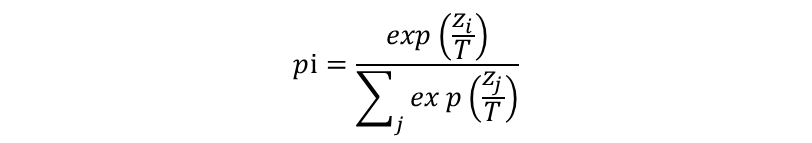 pi = exp (z_i/T) / ∑_j ex p (z_j/T)